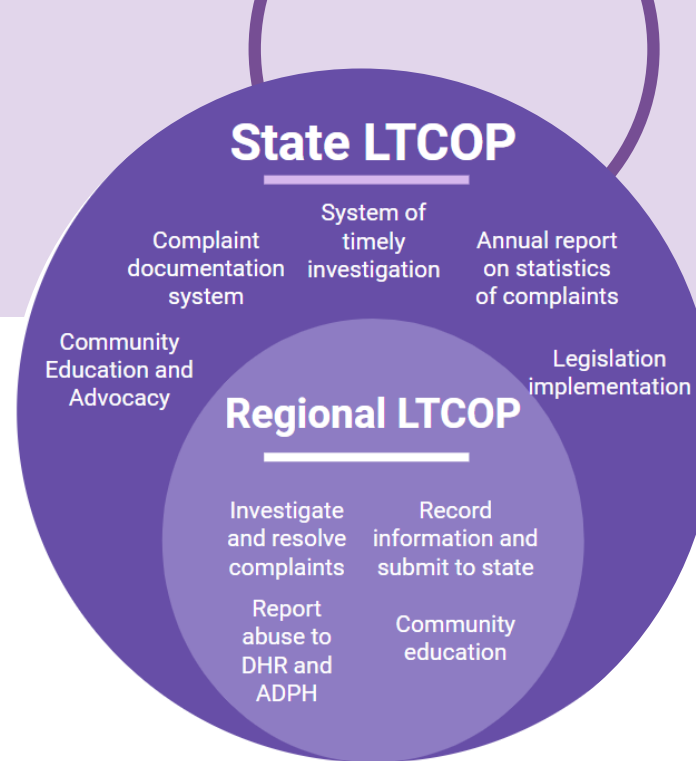 State LTCOP
System of
timely
investigation
Complaint
documentation
system
Annual report
on statistics
of complaints
Community
Education and
Advocacy
Legislation
implementation
Regional LTCOP
Investigate
and resolve
complaints
Record
information and
submit to state
Report
abuse to
DHR and
ADPH
Community
education